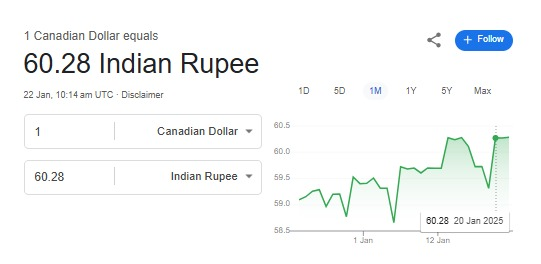 1 Canadian Dollar equals
60.28 Indian Rupee
22 Jan, 10:14 am UTC · Disclaimer
1 Canadian Dollar
60.28 Indian Rupee
+ Follow
1D 5D 1M 1Y 5Y Max
60.5
60.0
59.5
59.0
58.5
60.28 20 Jan 2025
1 Jan 12 Jan